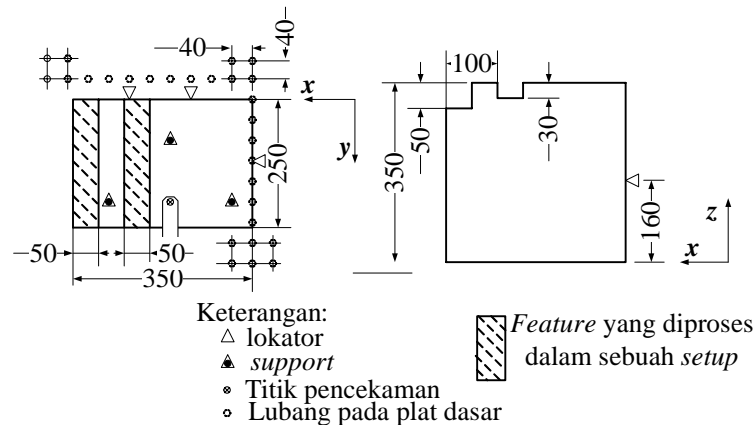 40
40
x
y
250
50
50
350
100
50
350
30
160
z
x
Keterangan:
lokator
support
Titik pencekaman
Lubang pada plat dasar
Feature yang diproses
dalam sebuah setup